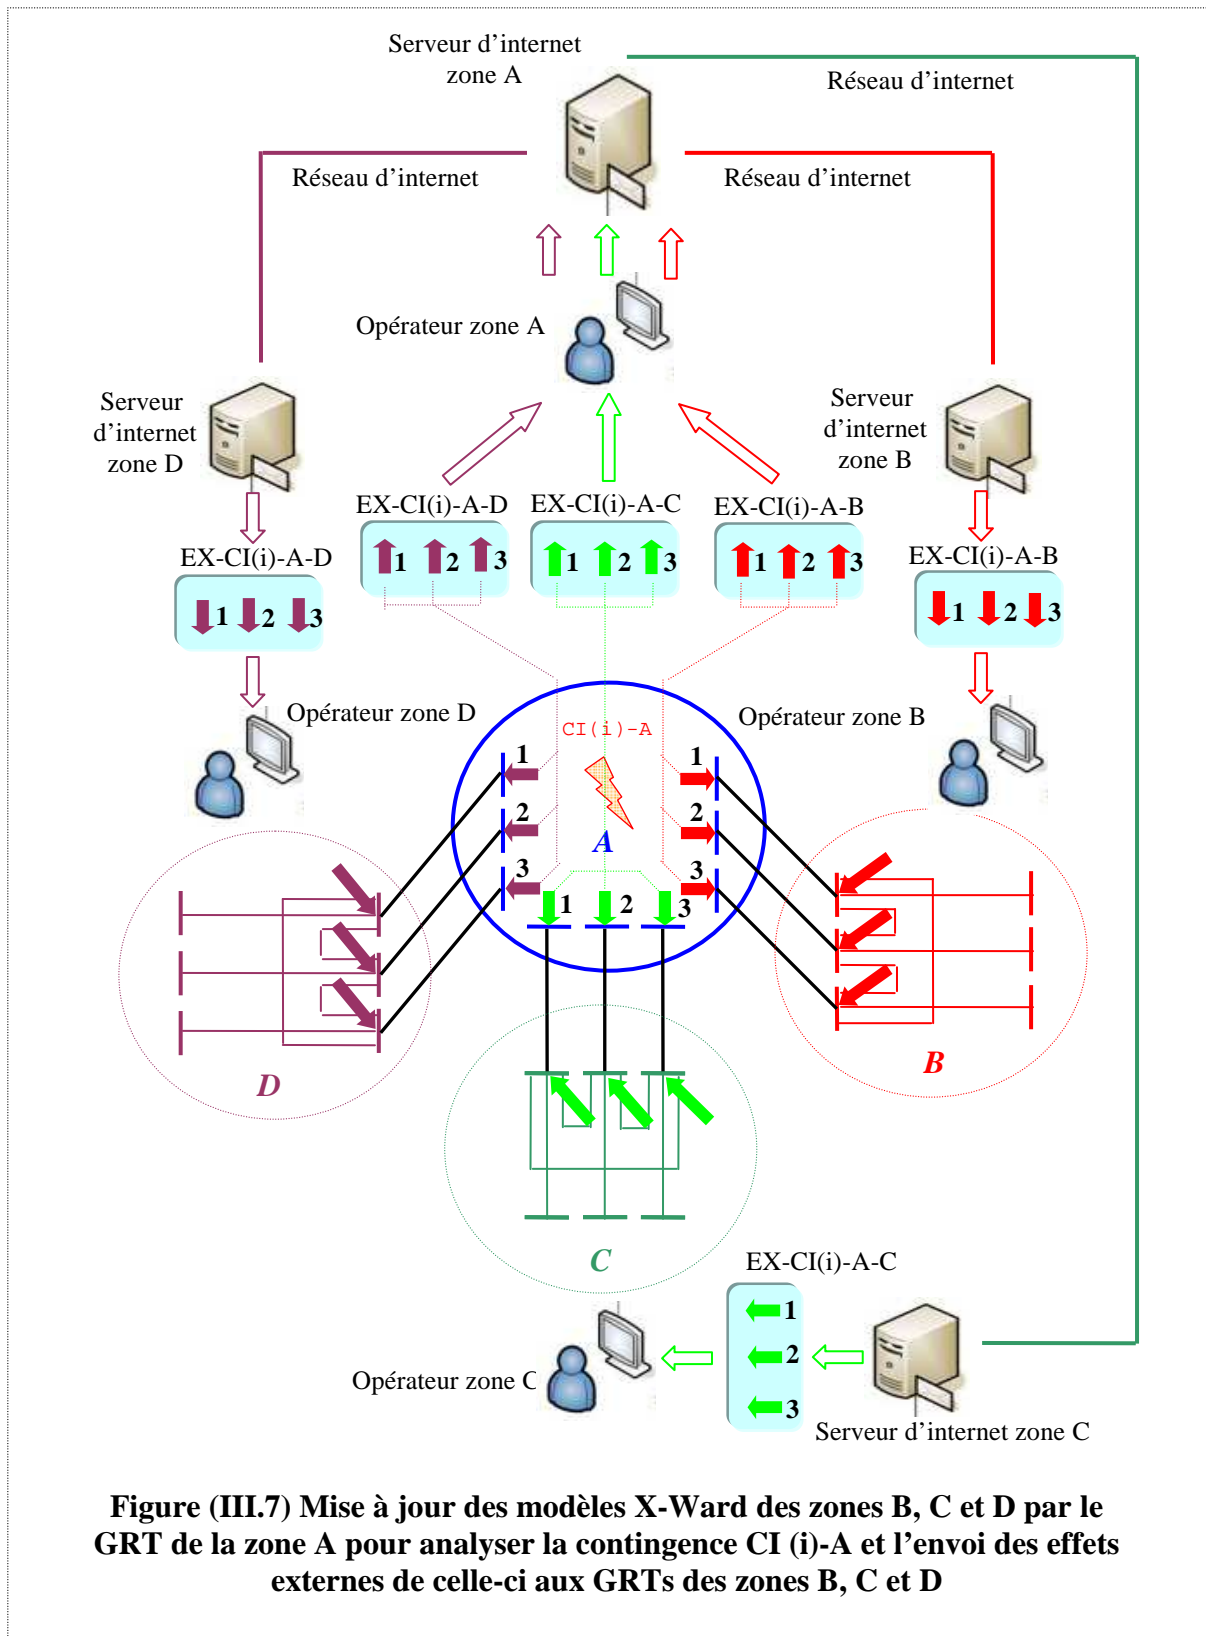 Serveur d'internet
zone A
Réseau d'internet
Réseau d'internet
Réseau d'internet
Opérateur zone A
Serveur
d'internet
zone D
Serveur
d'internet
zone B
EX-CI(i)-A-D
1 2 3
EX-CI(i)-A-C
1 2 3
EX-CI(i)-A-B
1 2 3
EX-CI(i)-A-D
1 2 3
EX-CI(i)-A-B
1 2 3
Opérateur zone D
Opérateur zone B
CI(i)-A
1
2
3
1
2
3
A
1 2 3
D
B
C
EX-CI(i)-A-C
1
2
3
Opérateur zone C
Serveur d'internet zone C
Figure (III.7) Mise à jour des modèles X-Ward des zones B, C et D par le
GRT de la zone A pour analyser la contingence CI (i)-A et l'envoi des effets
externes de celle-ci aux GRTs des zones B, C et D